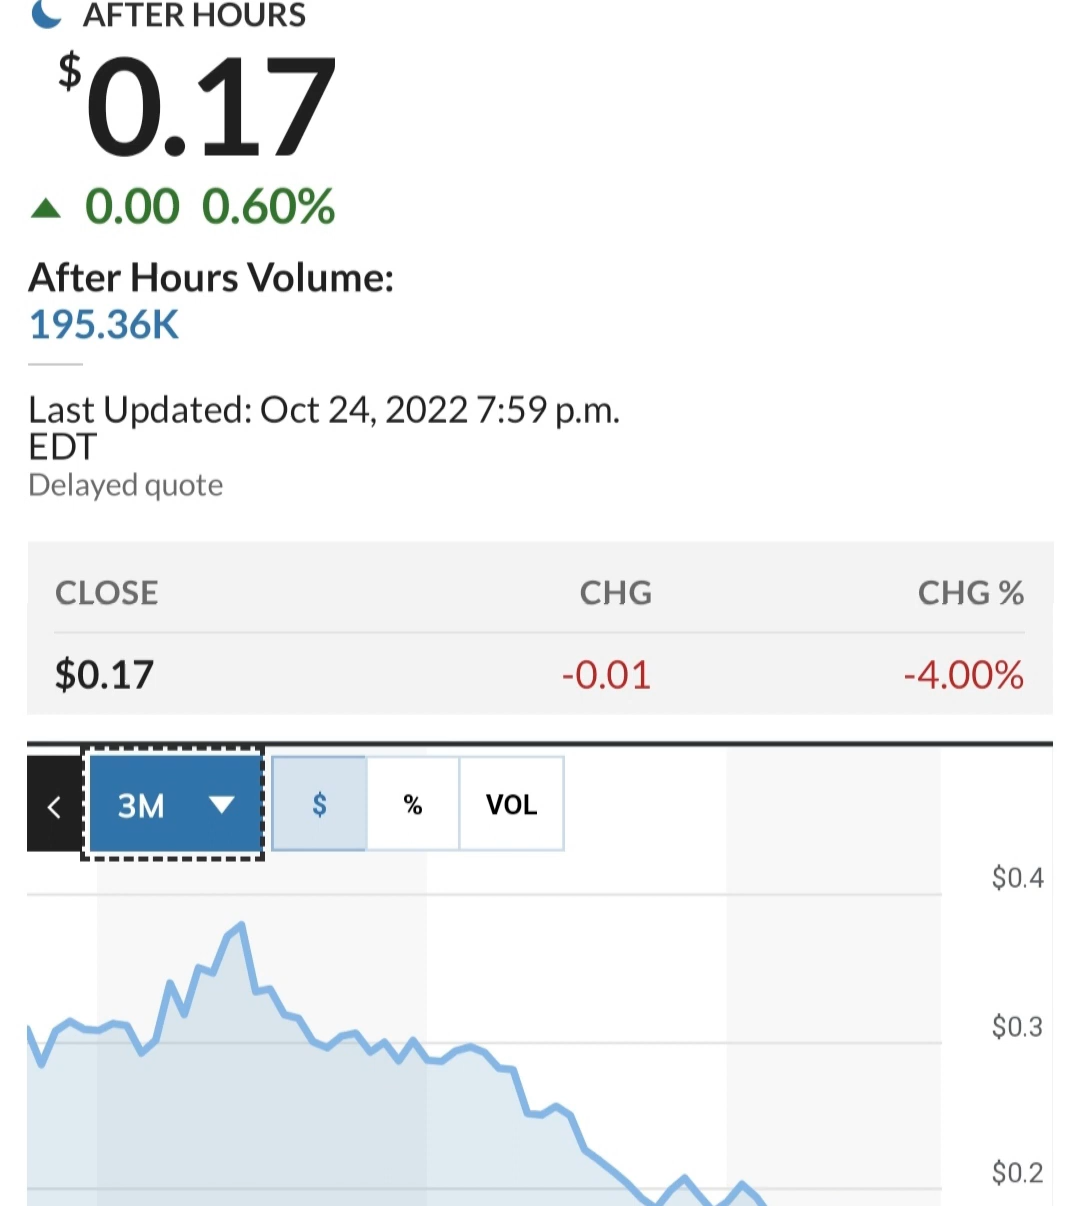 AFTER HOURS
$0.17
0.00 0.60%
After Hours Volume:
195.36K
Last Updated: Oct 24, 2022 7:59 p.m.
EDT
Delayed quote
CLOSE CHG CHG %
$0.17 -0.01 -4.00%
3M $ % VOL
$0.4
$0.3
$0.2